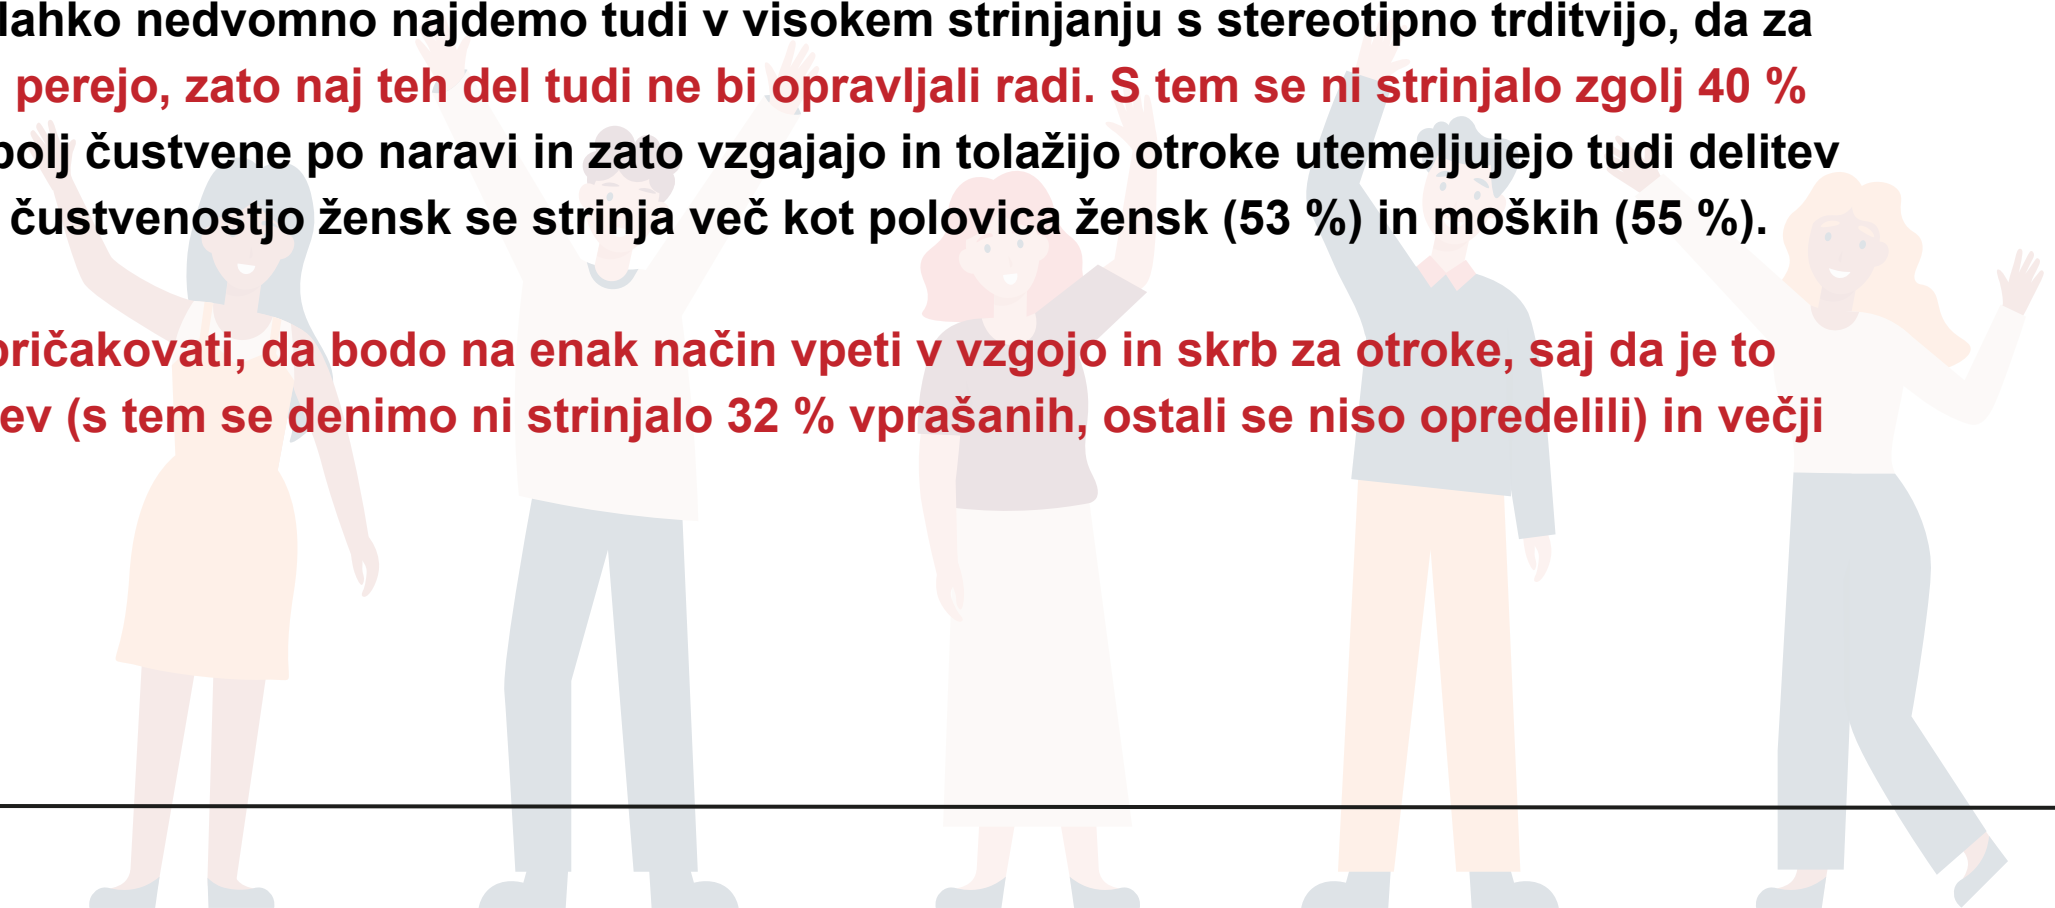 lahko nedvomno najdemo tudi v visokem strinjanju s stereotipno trditvijo, da za
perejo, zato naj teh del tudi ne bi opravljali radi. S tem se ni strinjalo zgolj 40 %
bolj čustvene po naravi in zato vzgajajo in tolažijo otroke utemeljujejo tudi delitev
čustvenostjo žensk se strinja več kot polovica žensk (53 %) in moških (55 %).
pričakovati, da bodo na enak način vpeti v vzgojo in skrb za otroke, saj da je to
ev (s tem se denimo ni strinjalo 32 % vprašanih, ostali se niso opredelili) in večji